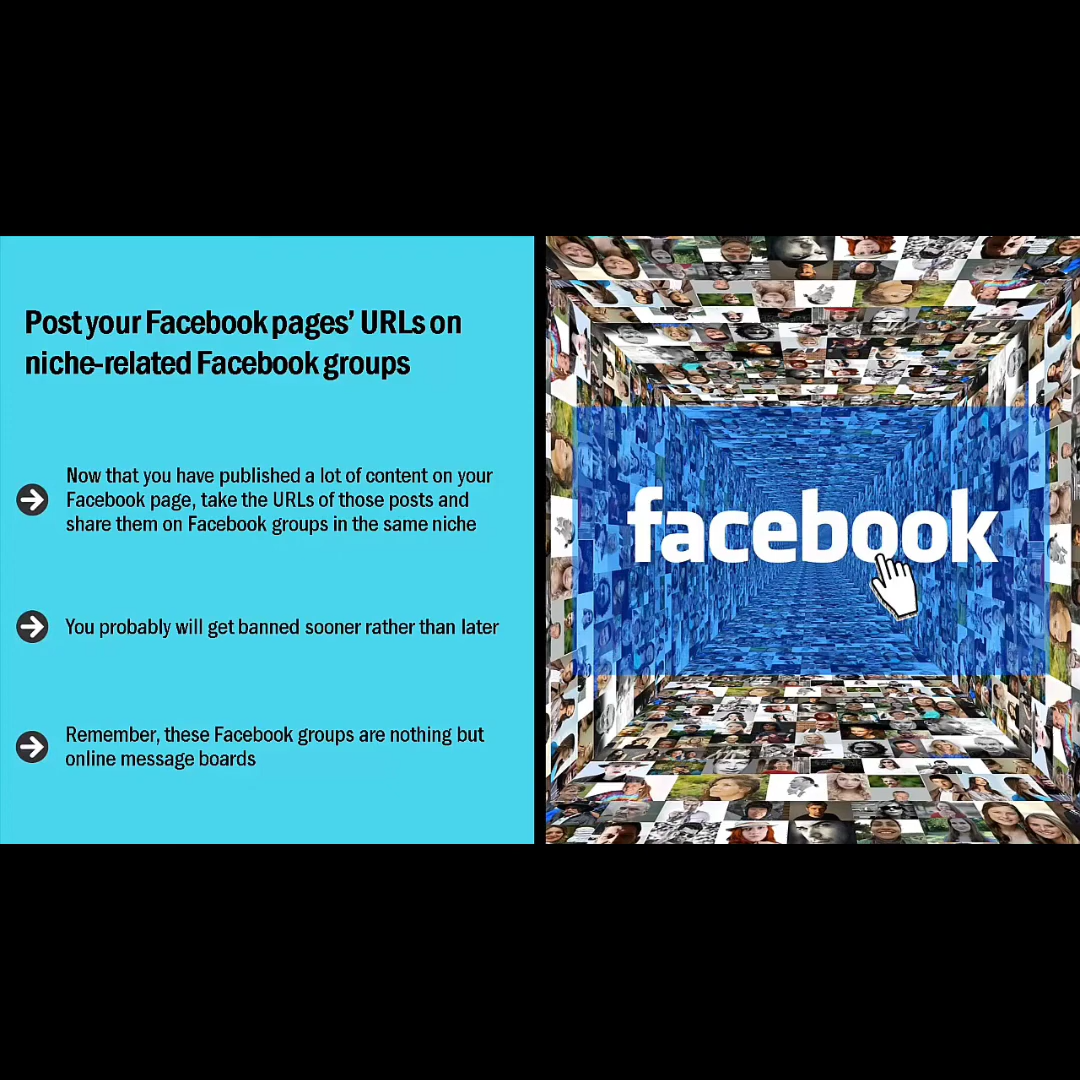 Post your Facebook pages’ URLs on
niche-related Facebook groups
Now that you have published a lot of content on your
Facebook page, take the URLs of those posts and
share them on Facebook groups in the same niche
You probably will get banned sooner rather than later
Remember, these Facebook groups are nothing but
online message boards
facebook